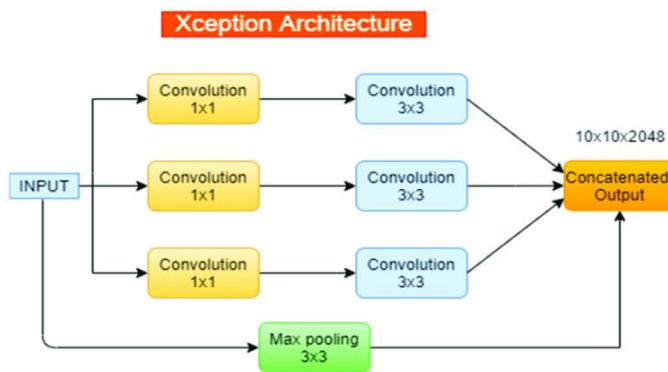 Xception Architecture
Convolution
1x1
Convolution
3x3
10x10x2048
INPUT
Convolution
1x1
Convolution
3x3
Concatenated
Output
Convolution
1x1
Convolution
3x3
Max pooling
3x3